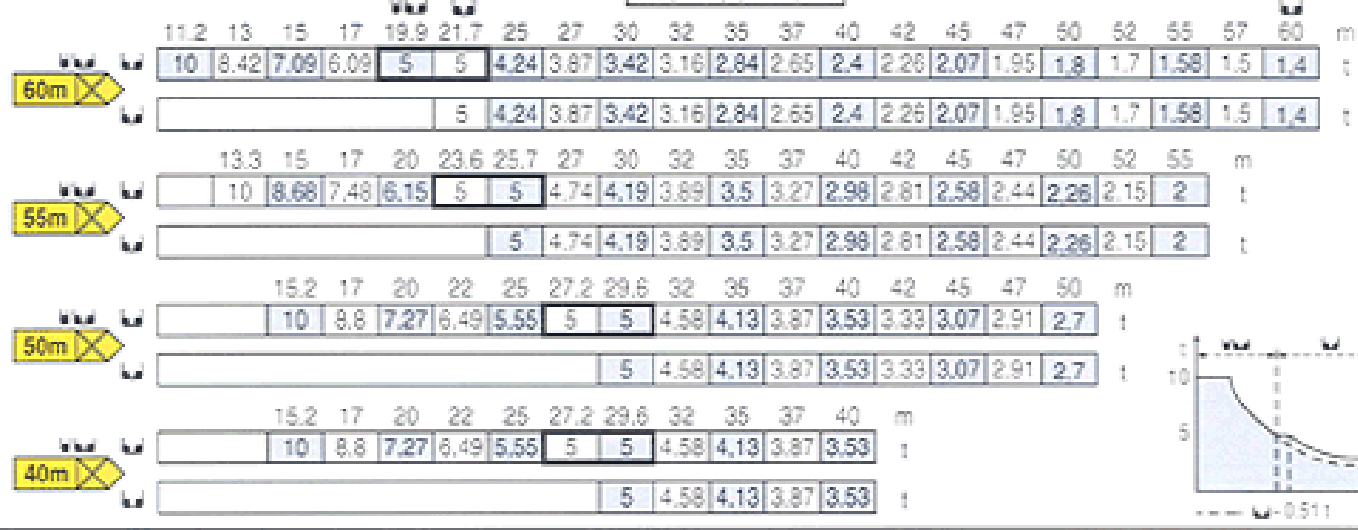 11.2 13 15 17 19.9 21.7 25 27 30 32 35 37 40 42 45 47 50 52 55 57 60 m
10 8.42 7.09 6.09 5 5 4.24 3.87 3.42 3.16 2.84 2.65 2.4 2.26 2.07 1.95 1.8 1.7 1.58 1.5 1.4 t
60m
5 4.24 3.87 3.42 3.16 2.84 2.65 2.4 2.26 2.07 1.95 1.8 1.7 1.58 1.5 1.4 t
13.3 15 17 20 23.6 25.7 27 30 32 35 37 40 42 45 47 50 52 55 m
10 8.68 7.48 6.15 5 5 4.74 4.19 3.89 3.5 3.27 2.98 2.81 2.58 2.44 2.26 2.15 2 t
55m
5 4.74 4.19 3.89 3.5 3.27 2.98 2.81 2.58 2.44 2.26 2.15 2 t
15.2 17 20 22 25 27.2 29.6 32 35 37 40 42 45 47 50 m
10 8.8 7.27 6.49 5.55 5 5 4.58 4.13 3.87 3.53 3.33 3.07 2.91 2.7 t
50m
5 4.58 4.13 3.87 3.53 3.33 3.07 2.91 2.7 t
15.2 17 20 22 25 27.2 29.6 32 35 37 40 m
10 8.8 7.27 6.49 5.55 5 5 4.58 4.13 3.87 3.53 t
40m
5 4.58 4.13 3.87 3.53 t
t
10
5
-0.51 t